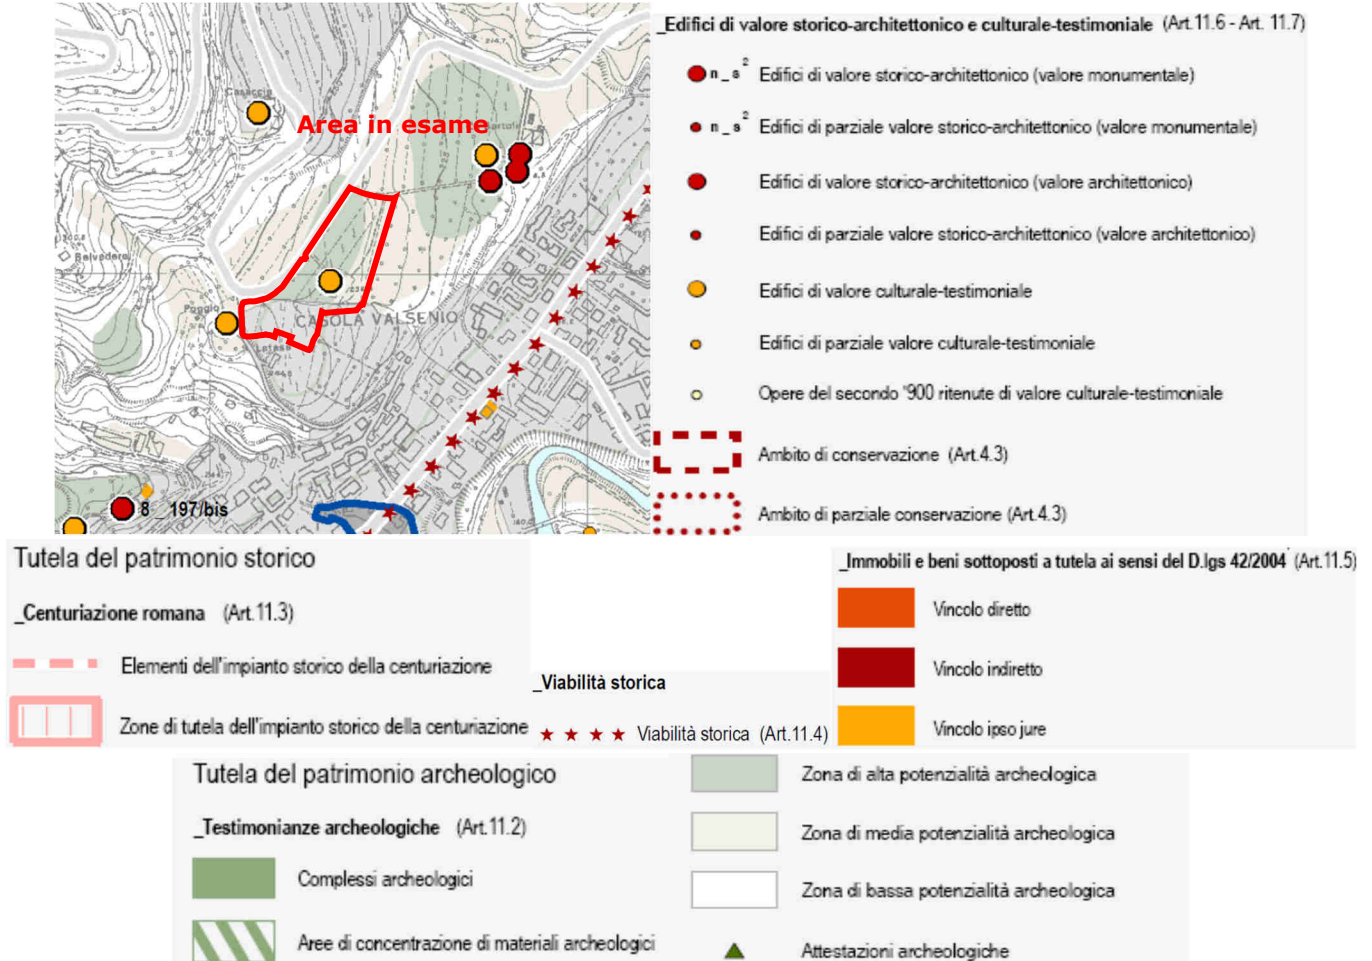 Area in esame
Casaccia
Belvedere
Poggio
CASOLA VALSENIO
8_ 197/bis
_Edifici di valore storico-architettonico e culturale-testimoniale (Art.11.6 - Art. 11.7)
n_s² Edifici di valore storico-architettonico (valore monumentale)
n_s² Edifici di parziale valore storico-architettonico (valore monumentale)
Edifici di valore storico-architettonico (valore architettonico)
Edifici di parziale valore storico-architettonico (valore architettonico)
Edifici di valore culturale-testimoniale
Edifici di parziale valore culturale-testimoniale
Opere del secondo '900 ritenute di valore culturale-testimoniale
Ambito di conservazione (Art.4.3)
Ambito di parziale conservazione (Art.4.3)
Tutela del patrimonio storico
_Centuriazione romana (Art.11.3)
Elementi dell'impianto storico della centuriazione
Zone di tutela dell'impianto storico della centuriazione
_Viabilità storica
Viabilità storica (Art.11.4)
_Immobili e beni sottoposti a tutela ai sensi del D.lgs 42/2004 (Art.11.5)
Vincolo diretto
Vincolo indiretto
Vincolo ipso jure
Tutela del patrimonio archeologico
_Testimonianze archeologiche (Art.11.2)
Complessi archeologici
Aree di concentrazione di materiali archeologici
Zona di alta potenzialità archeologica
Zona di media potenzialità archeologica
Zona di bassa potenzialità archeologica
Attestazioni archeologiche